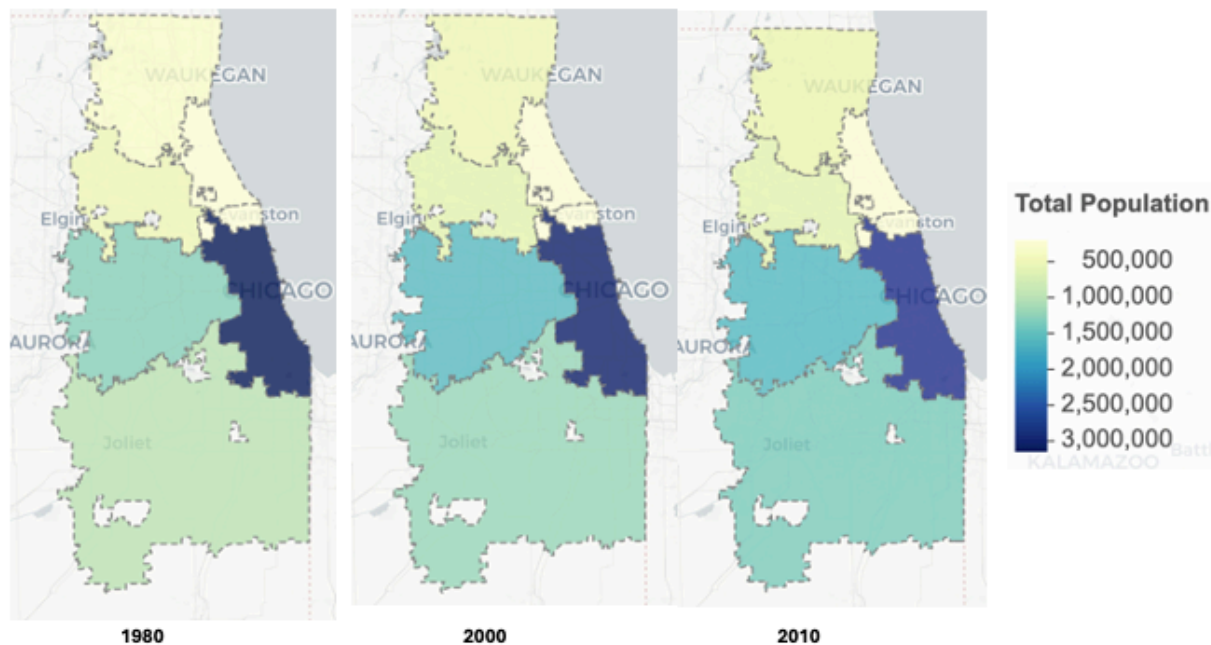 WAUKEGAN
Elgin
Evanston
CHICAGO
AURORA
Joliet
1980
WAUKEGAN
Elgin
Evanston
CHICAGO
AURORA
Joliet
2000
WAUKEGAN
Elgin
Evanston
CHICAGO
AURORA
Joliet
2010
Total Population
500,000
1,000,000
1,500,000
2,000,000
2,500,000
3,000,000
Batt
KALAMAZOO